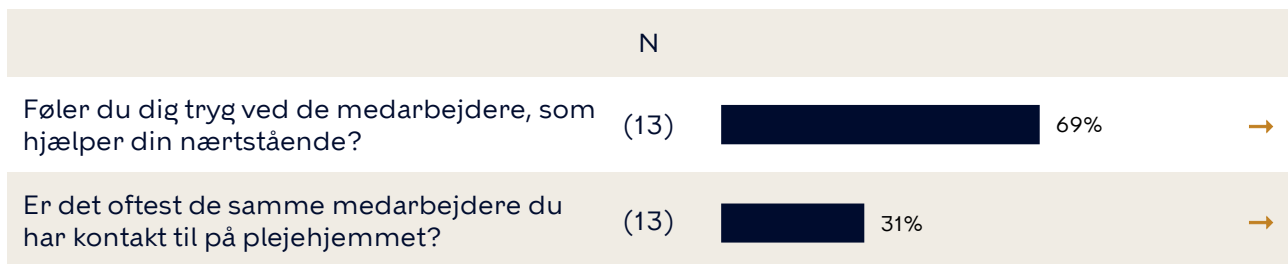 N
Føler du dig tryg ved de medarbejdere, som
hjælper din nærtstående?
(13)
69%
→
Er det oftest de samme medarbejdere du
har kontakt til på plejehjemmet?
(13)
31%
→